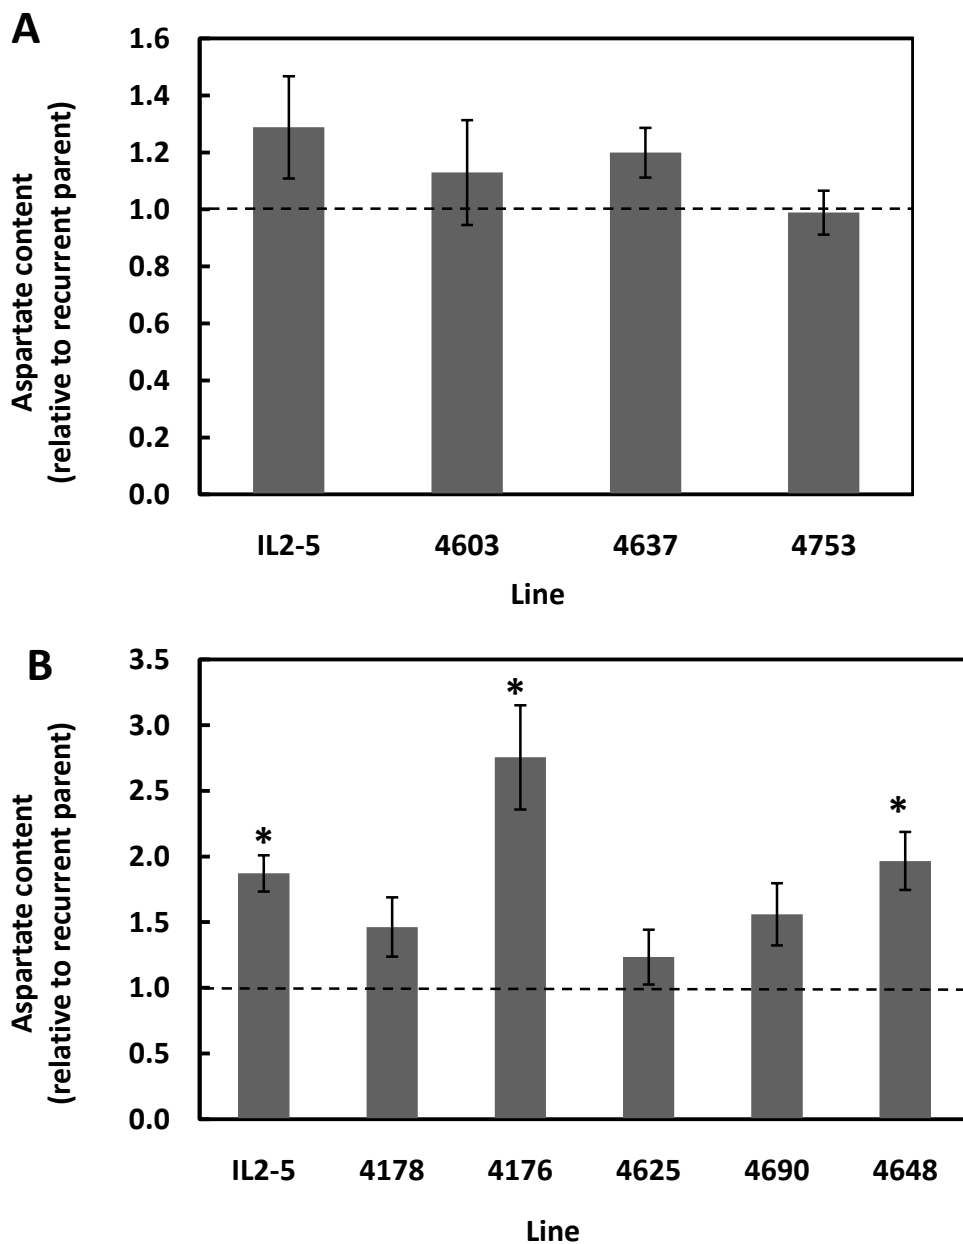 A
Aspartate content
(relative to recurrent parent)
1.6
1.4
1.2
1.0
0.8
0.6
0.4
0.2
0.0
IL2-5 4603 4637 4753
Line
B
Aspartate content
(relative to recurrent parent)
3.5
3.0
2.5
2.0
1.5
1.0
0.5
0.0
* * *
IL2-5 4178 4176 4625 4690 4648
Line